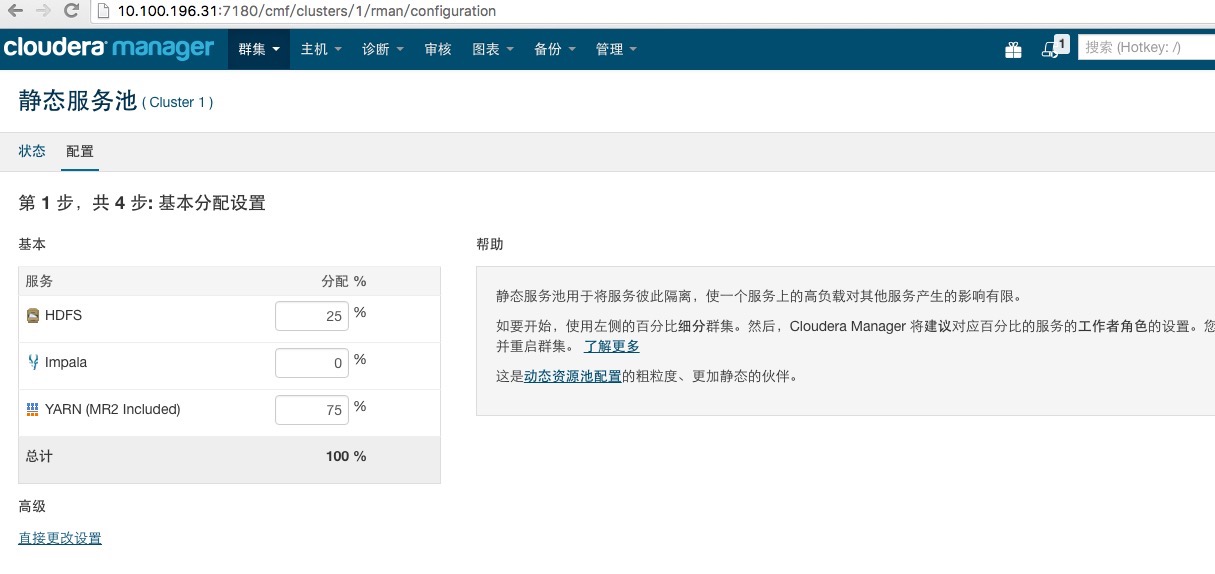 10.100.196.31:7180/cmf/clusters/1/rman/configuration
cloudera manager 群集 主机 诊断 审核 图表 备份 管理 1 搜索 (Hotkey: /)
静态服务池 ( Cluster 1 )
状态 配置
第 1 步，共 4 步: 基本分配设置
基本
服务 分配 %
HDFS 25 %
Impala 0 %
YARN (MR2 Included) 75 %
总计 100 %
高级
直接更改设置
帮助
静态服务池用于将服务彼此隔离，使一个服务上的高负载对其他服务产生的影响有限。
如要开始，使用左侧的百分比细分群集。然后，Cloudera Manager 将建议对应百分比的服务的工作者角色的设置。您
并重启群集。 了解更多
这是动态资源池配置的粗粒度、更加静态的伙伴。